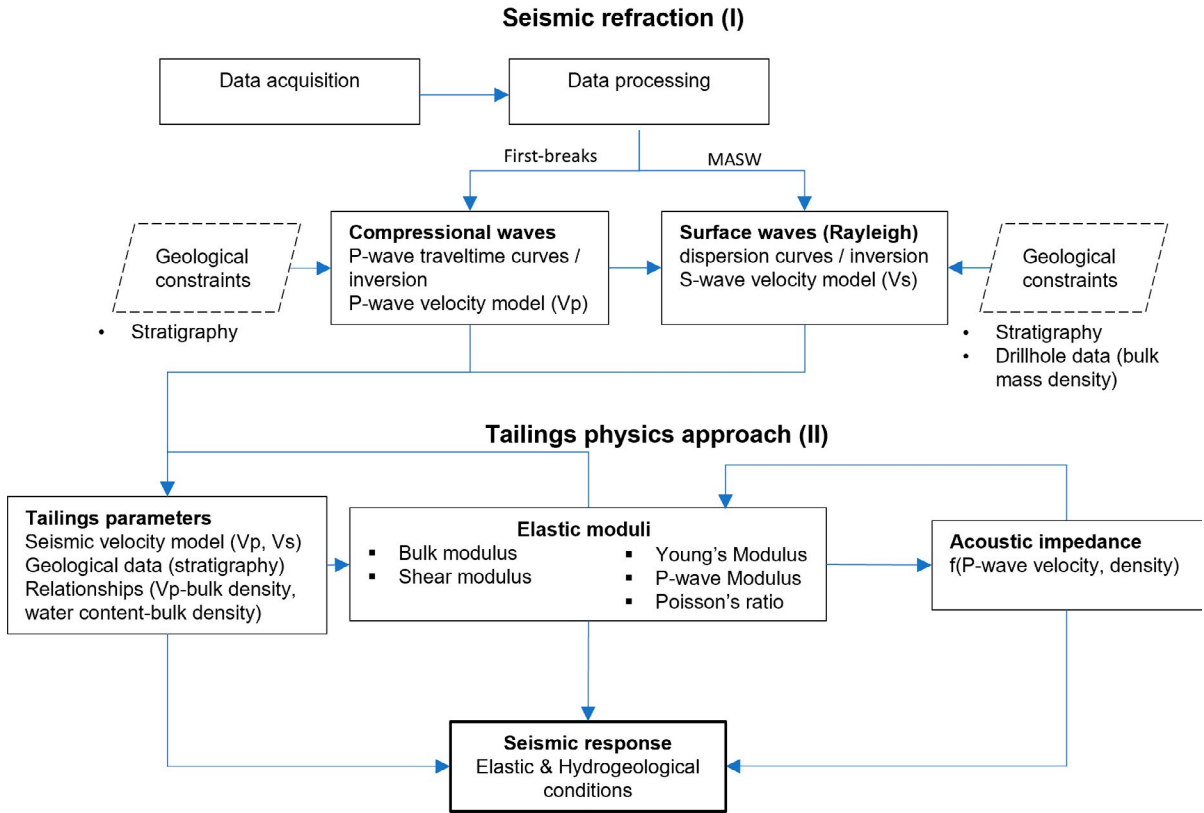 Seismic refraction (I)
Data acquisition
Data processing
First-breaks
MASW
Geological
constraints
• Stratigraphy
Compressional waves
P-wave traveltime curves /
inversion
P-wave velocity model (Vp)
Surface waves (Rayleigh)
dispersion curves / inversion
S-wave velocity model (Vs)
Geological
constraints
• Stratigraphy
• Drillhole data (bulk
mass density)
Tailings physics approach (II)
Tailings parameters
Seismic velocity model (Vp, Vs)
Geological data (stratigraphy)
Relationships (Vp-bulk density,
water content-bulk density)
Elastic moduli
▪ Bulk modulus
▪ Shear modulus
▪ Young's Modulus
▪ P-wave Modulus
▪ Poisson's ratio
Acoustic impedance
f(P-wave velocity, density)
Seismic response
Elastic & Hydrogeological
conditions